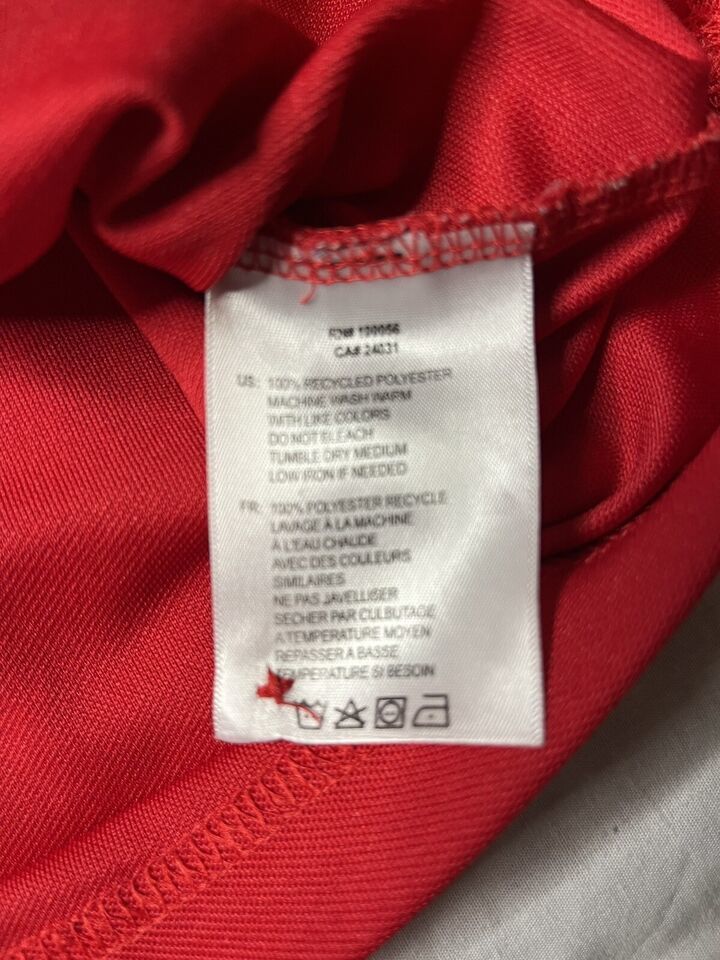 RN# 130066
CA# 24031
US: 100% RECYCLED POLYESTER
MACHINE WASH WARM
WITH LIKE COLORS
DO NOT BLEACH
TUMBLE DRY MEDIUM
LOW IRON IF NEEDED
FR: 100% POLYESTER RECYCLE
LAVAGE À LA MACHINE
À L'EAU CHAUDE
AVEC DES COULEURS
SIMILAIRES
NE PAS JAVELLISER
SECHER PAR CULBUTAGE
A TEMPERATURE MOYEN
REPASSER A BASSE
TEMPERATURE SI BESOIN